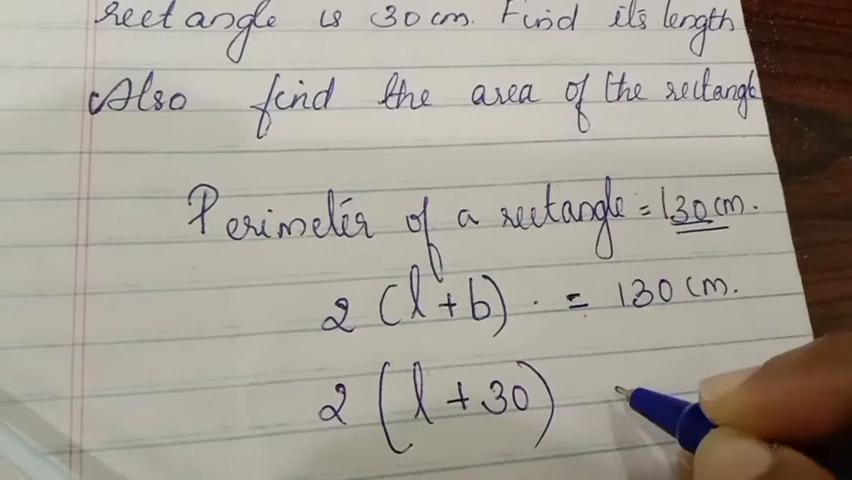 rectangle is 30 cm. Find its length
Also find the area of the rectangle
Perimeter of a rectangle = 130 cm.
2 (l + b) = 130 cm.
2 (l + 30)